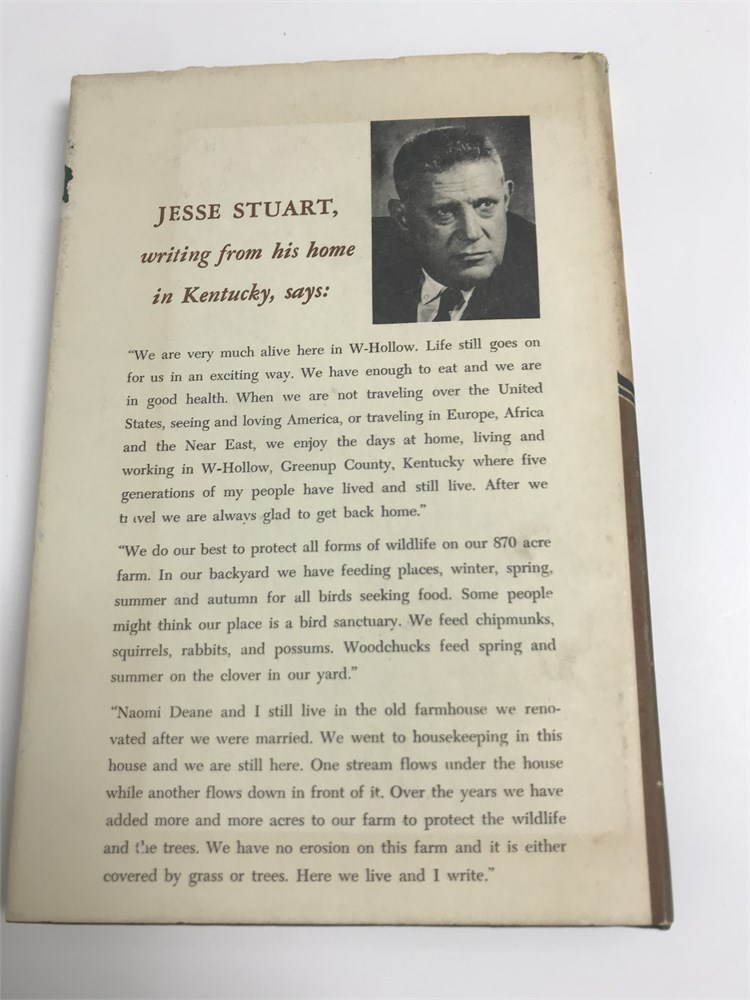 JESSE STUART,
writing from his home
in Kentucky, says:
"We are very much alive here in W-Hollow. Life still goes on
for us in an exciting way. We have enough to eat and we are
in good health. When we are not traveling over the United
States, seeing and loving America, or traveling in Europe, Africa
and the Near East, we enjoy the days at home, living and
working in W-Hollow, Greenup County, Kentucky where five
generations of my people have lived and still live. After we
travel we are always glad to get back home."
"We do our best to protect all forms of wildlife on our 870 acre
farm. In our backyard we have feeding places, winter, spring,
summer and autumn for all birds seeking food. Some people
might think our place is a bird sanctuary. We feed chipmunks,
squirrels, rabbits, and possums. Woodchucks feed spring and
summer on the clover in our yard."
"Naomi Deane and I still live in the old farmhouse we reno-
vated after we were married. We went to housekeeping in this
house and we are still here. One stream flows under the house
while another flows down in front of it. Over the years we have
added more and more acres to our farm to protect the wildlife
and the trees. We have no erosion on this farm and it is either
covered by grass or trees. Here we live and I write."